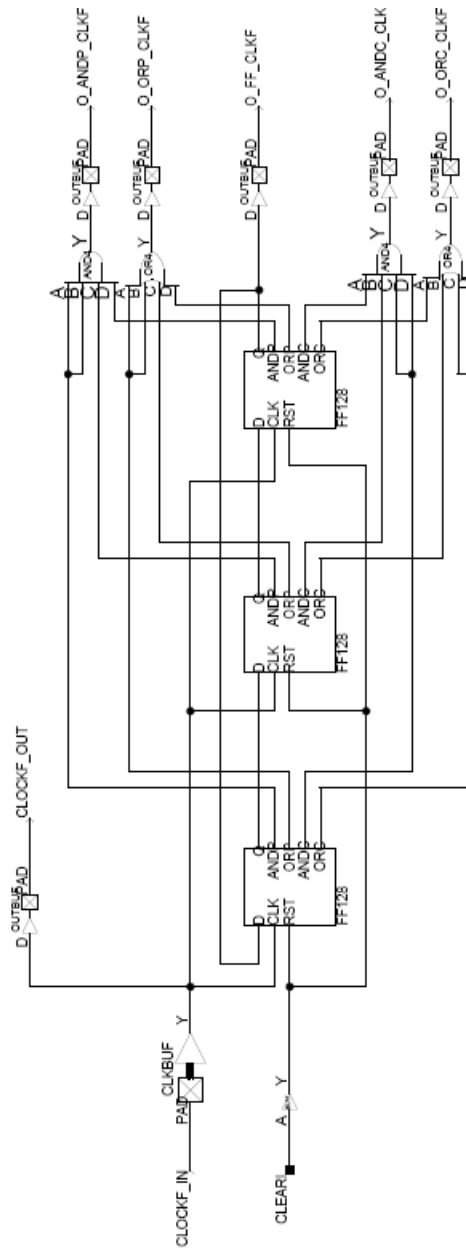 D OUTBUF PAD CLOCKF_OUT
A
B
C
D
AND4
Y
D OUTBUF PAD O_ANDP_CLKF
A
B
C
D
OR4
Y
D OUTBUF PAD O_ORP_CLKF
CLOCKF_IN PAD CLKBUF Y
D OUTBUF PAD O_FF_CLKF
CLEARI A Y
D Q
CLK ANDP
RST ORP
ANDC
ORC
FF128
D Q
CLK ANDP
RST ORP
ANDC
ORC
FF128
D Q
CLK ANDP
RST ORP
ANDC
ORC
FF128
A
B
C
D
AND4
Y
D OUTBUF PAD O_ANDC_CLK
A
B
C
D
OR4
Y
D OUTBUF PAD O_ORC_CLKF